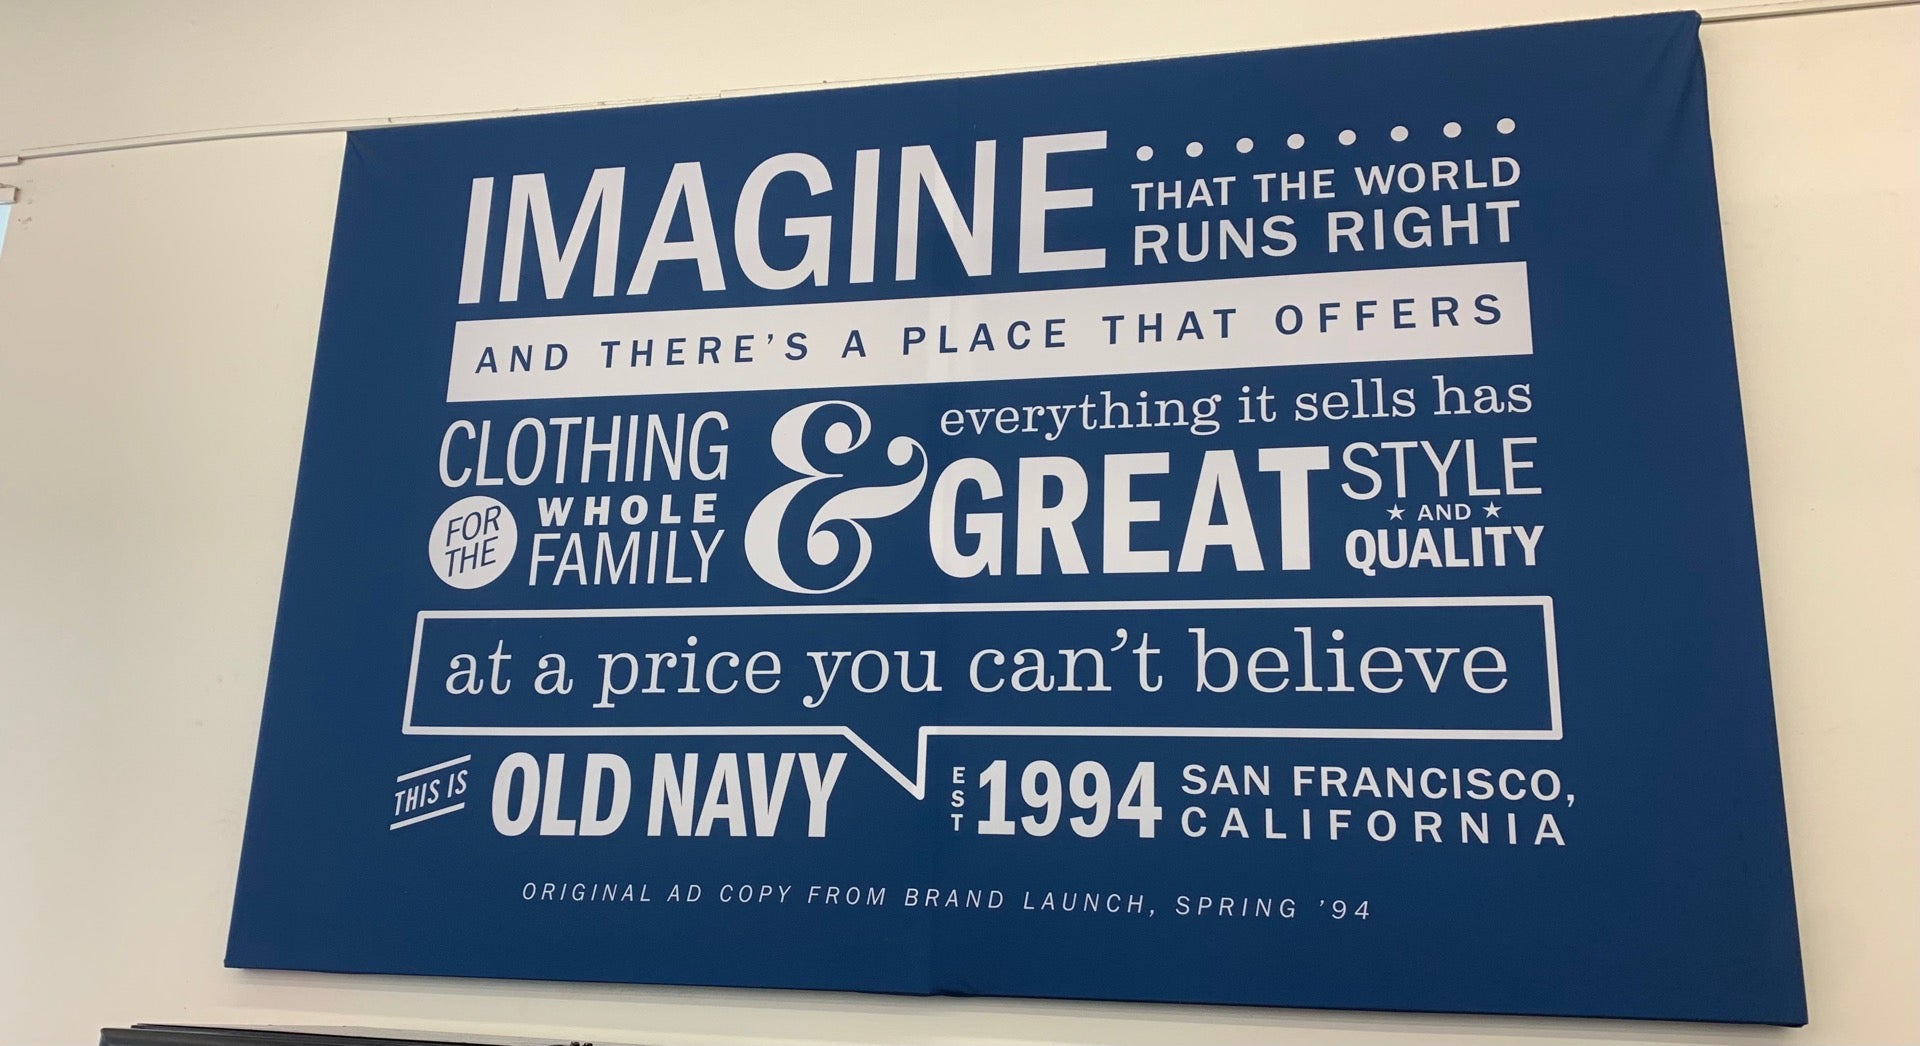 IMAGINE
THAT THE WORLD
RUNS RIGHT
AND THERE'S A PLACE THAT OFFERS
CLOTHING
FOR
THE
WHOLE
FAMILY
&
everything it sells has
GREAT
STYLE
★ AND ★
QUALITY
at a price you can't believe
THIS IS
OLD NAVY
EST
1994
SAN FRANCISCO,
CALIFORNIA
ORIGINAL AD COPY FROM BRAND LAUNCH, SPRING '94